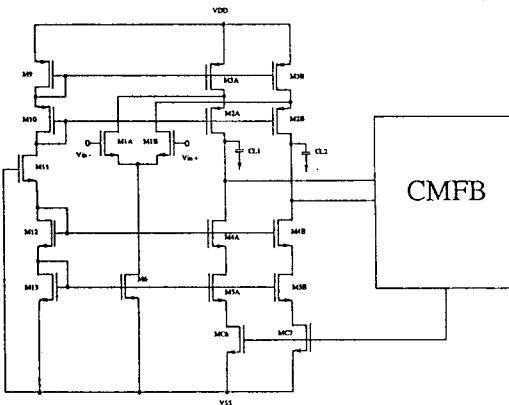 VDD
M9
M3A
M3B
M10
M2A
M2B
M1A
M1B
Vin -
Vin +
CL1
CL2
M11
CMFB
M12
M4A
M4B
M13
M6
M5A
M5B
MC6
MC7
VSS